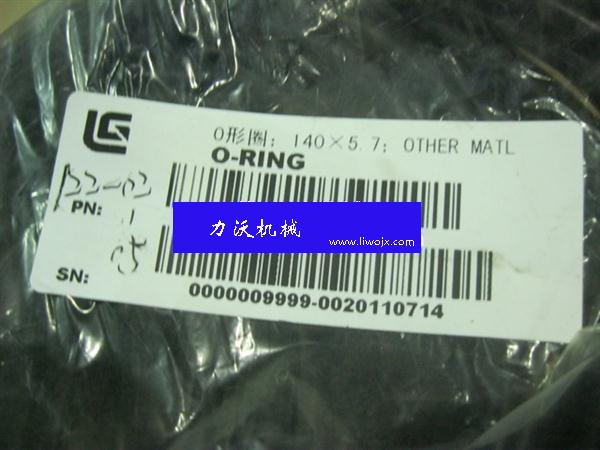 O形圈: 140×5.7; OTHER MATL
O-RING
PN:
力沃机械
www.liwojx.com
SN:
0000009999-0020110714